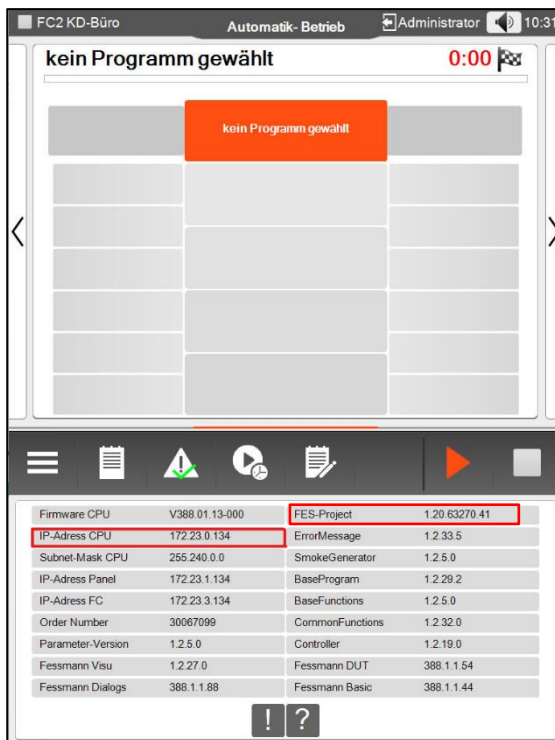 FC2 KD-Büro Automatik- Betrieb Administrator 10:31
kein Programm gewählt 0:00
kein Programm gewählt
Firmware CPU V388.01.13-000 FES-Project 1.20.63270.41
IP-Adress CPU 172.23.0.134 ErrorMessage 1.2.33.5
Subnet-Mask CPU 255.240.0.0 SmokeGenerator 1.2.5.0
IP-Adress Panel 172.23.1.134 BaseProgram 1.2.29.2
IP-Adress FC 172.23.3.134 BaseFunctions 1.2.5.0
Order Number 30067099 CommonFunctions 1.2.32.0
Parameter-Version 1.2.5.0 Controller 1.2.19.0
Fessmann Visu 1.2.27.0 Fessmann DUT 388.1.1.54
Fessmann Dialogs 388.1.1.88 Fessmann Basic 388.1.1.44
! ?